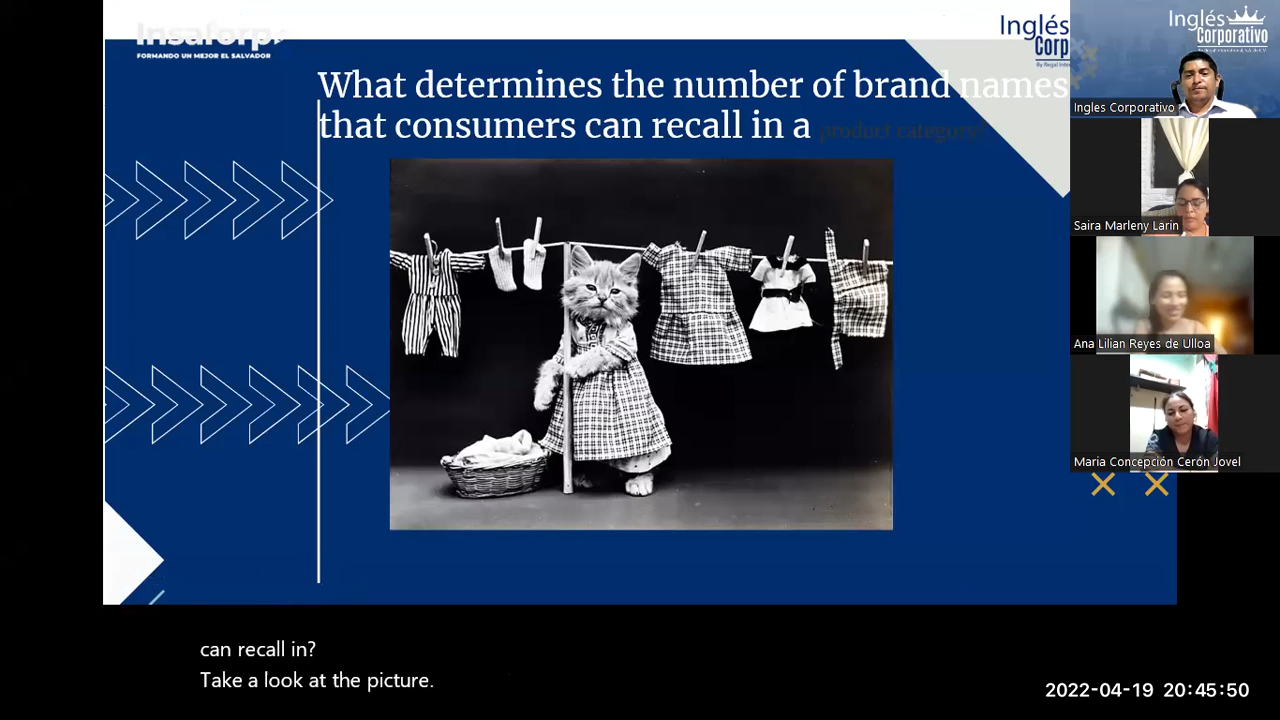 Insaforp
FORMANDO UN MEJOR EL SALVADOR
Inglés
Corp
What determines the number of brand names
that consumers can recall in a product category
Inglés
Corporativo
Ingles Corporativo
Saira Marleny Larin
Ana Lilian Reyes de Ulloa
Maria Concepción Cerón Jovel
can recall in?
Take a look at the picture.
2022-04-19 20:45:50